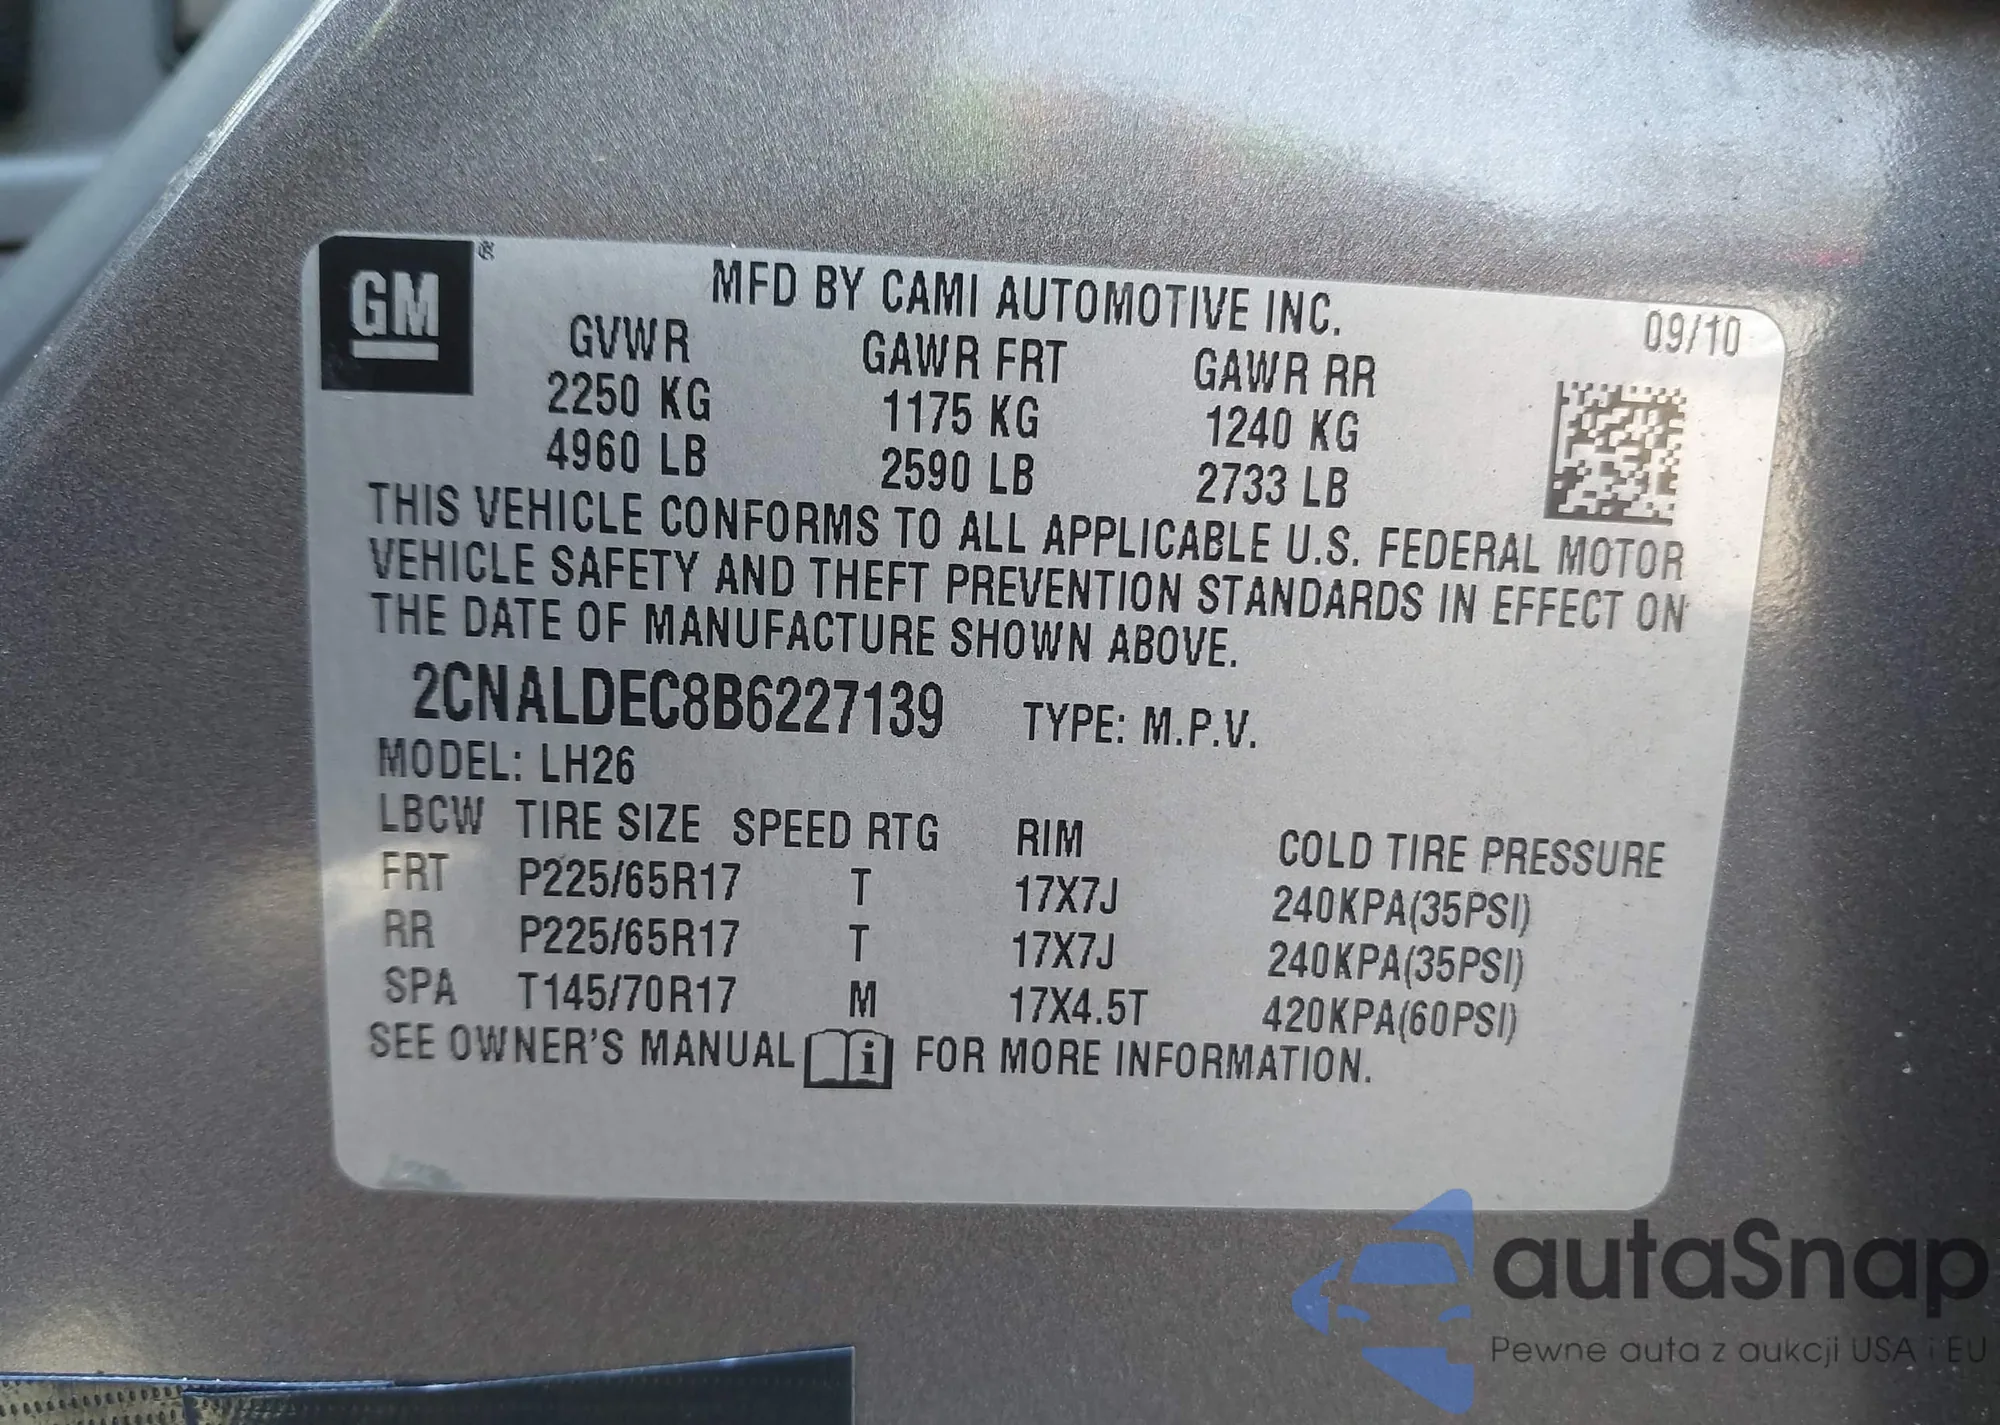 GM ®
MFD BY CAMI AUTOMOTIVE INC.
09/10
GVWR GAWR FRT GAWR RR
2250 KG 1175 KG 1240 KG
4960 LB 2590 LB 2733 LB
THIS VEHICLE CONFORMS TO ALL APPLICABLE U.S. FEDERAL MOTOR
VEHICLE SAFETY AND THEFT PREVENTION STANDARDS IN EFFECT ON
THE DATE OF MANUFACTURE SHOWN ABOVE.
2CNALDEC8B6227139 TYPE: M.P.V.
MODEL: LH26
LBCW TIRE SIZE SPEED RTG RIM COLD TIRE PRESSURE
FRT P225/65R17 T 17X7J 240KPA(35PSI)
RR P225/65R17 T 17X7J 240KPA(35PSI)
SPA T145/70R17 M 17X4.5T 420KPA(60PSI)
SEE OWNER'S MANUAL i FOR MORE INFORMATION.
autaSnap
Pewne auta z aukcji USA i EU